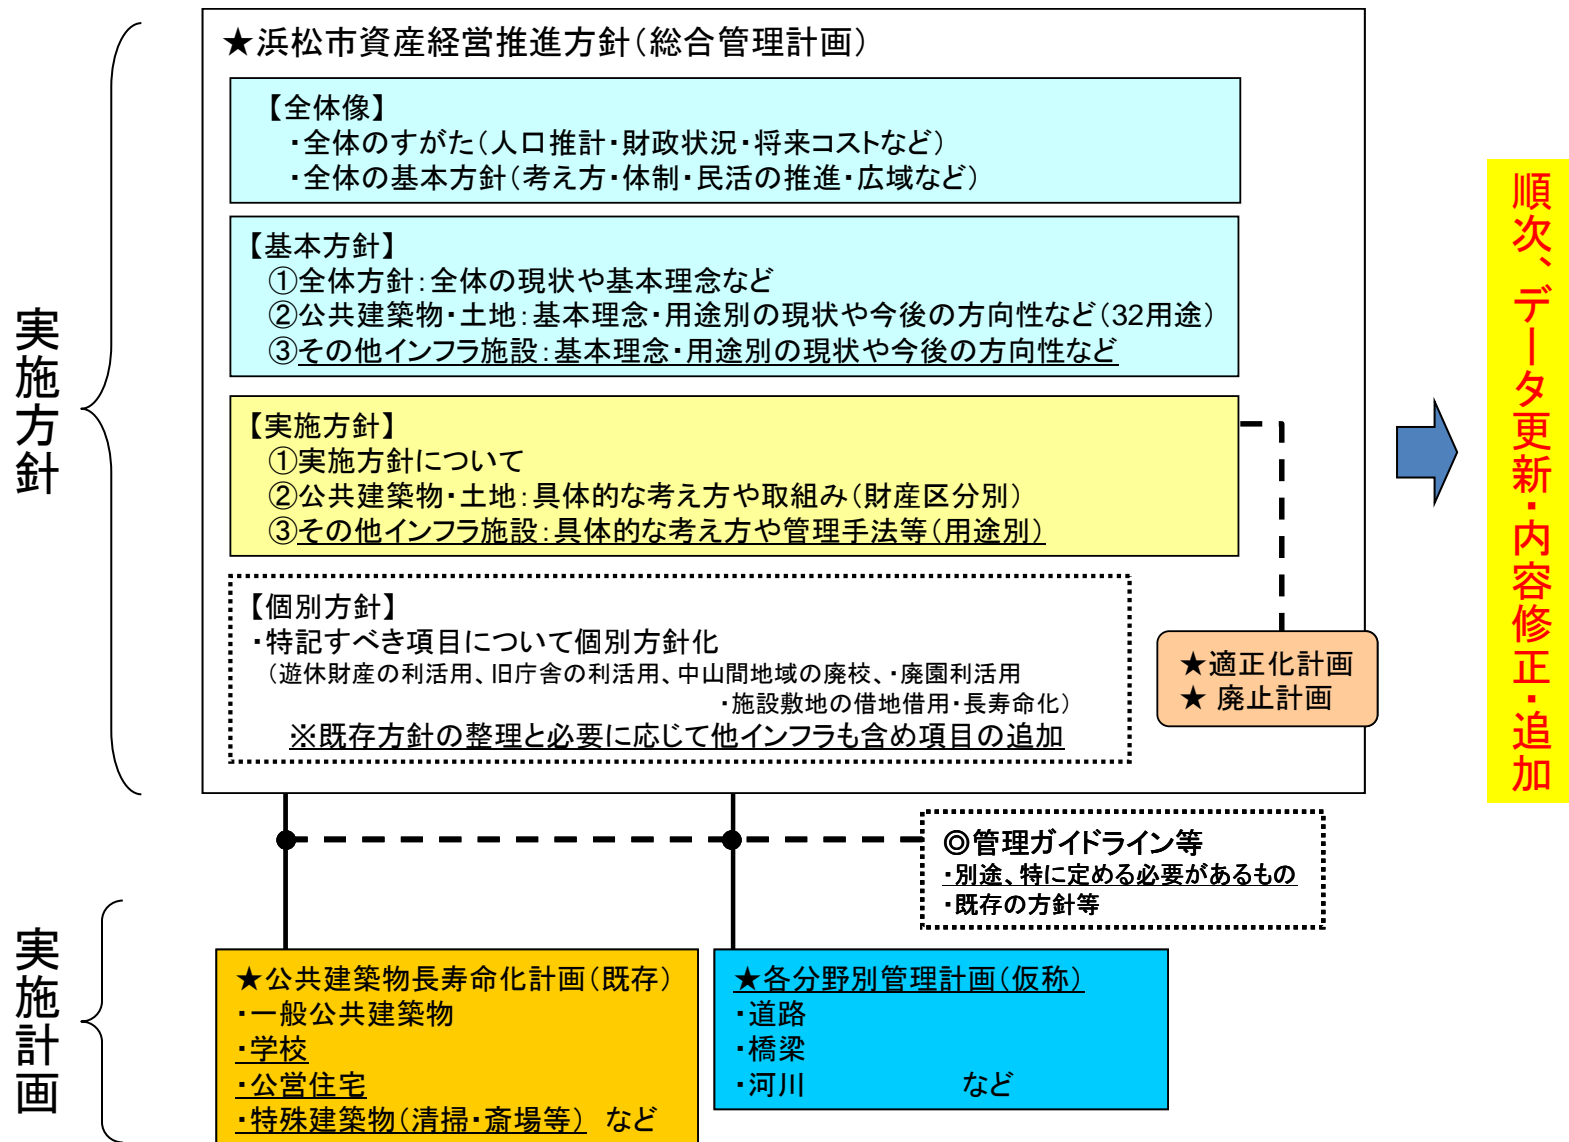 ★浜松市資産経営推進方針（総合管理計画）
【全体像】
・全体のすがた（人口推計・財政状況・将来コストなど）
・全体の基本方針（考え方・体制・民活の推進・広域など）
【基本方針】
①全体方針：全体の現状や基本理念など
②公共建築物・土地：基本理念・用途別の現状や今後の方向性など（32用途）
③その他インフラ施設：基本理念・用途別の現状や今後の方向性など
【実施方針】
①実施方針について
②公共建築物・土地：具体的な考え方や取組み（財産区分別）
③その他インフラ施設：具体的な考え方や管理手法等（用途別）
【個別方針】
・特記すべき項目について個別方針化
（遊休財産の利活用、旧庁舎の利活用、中山間地域の廃校、・廃園利活用
・施設敷地の借地借用・長寿命化）
※既存方針の整理と必要に応じて他インフラも含め項目の追加
★適正化計画
★ 廃止計画
実施方針
順次、データ更新・内容修正・追加
◎管理ガイドライン等
・別途、特に定める必要があるもの
・既存の方針等
実施計画
★公共建築物長寿命化計画（既存）
・一般公共建築物
・学校
・公営住宅
・特殊建築物（清掃・斎場等） など
★各分野別管理計画（仮称）
・道路
・橋梁
・河川 など